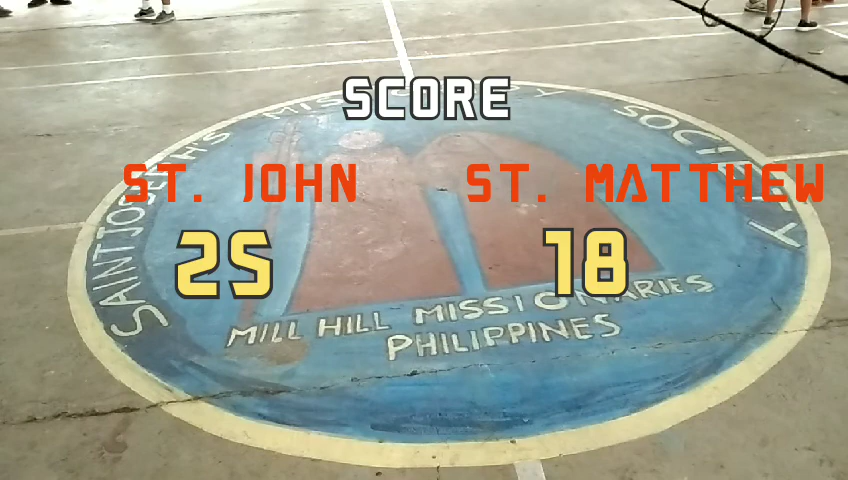 SCORE
SAINT JOSEPH'S MISSIONARY SOCIETY
ST. JOHN ST. MATTHEW
25 18
MILL HILL MISSIONARIES
PHILIPPINES